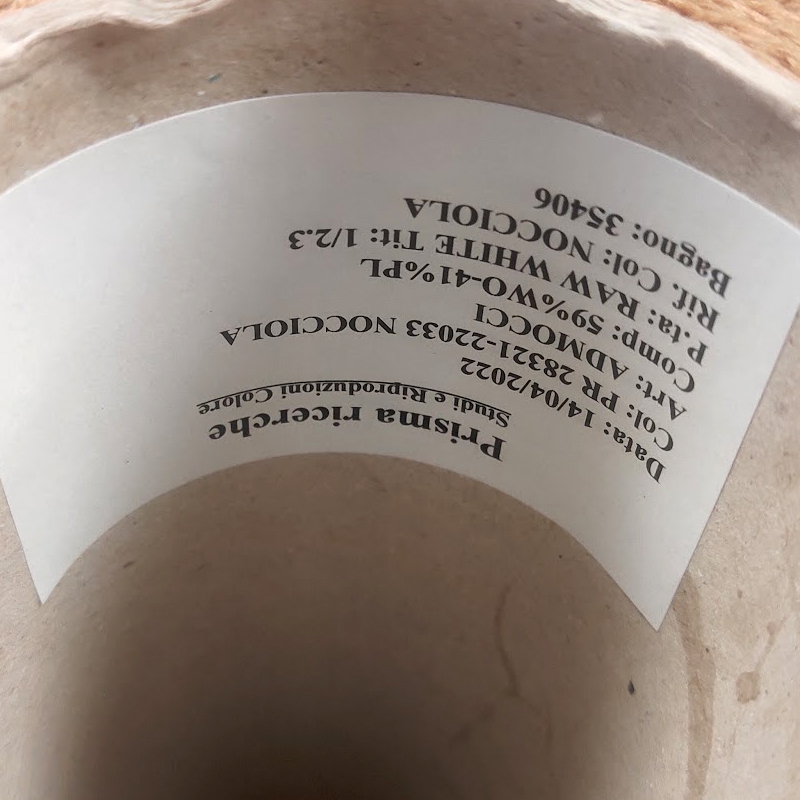 Prisma ricerche
Studi e Riproduzioni Colore
Data: 14/04/2022
Col: PR 28321-22033 NOCCIOLA
Art: ADMOCCI
Comp: 59%WO-41%PL
P.ta: RAW WHITE Tit: 1/2.3
Rif. Col: NOCCIOLA
Bagno: 35406